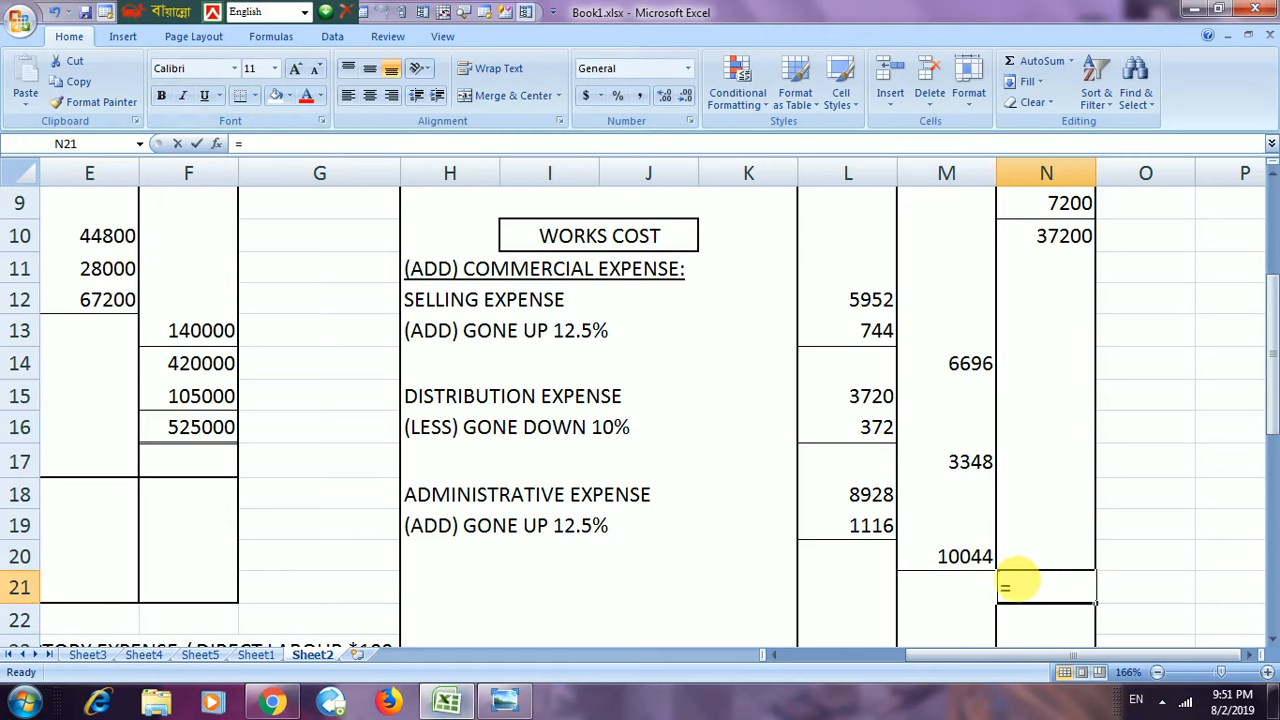 বায়ান্নো
English
Book1.xlsx - Microsoft Excel
Home Insert Page Layout Formulas Data Review View
Paste
Cut
Copy
Format Painter
Clipboard
Calibri 11
B I U
Font
Wrap Text
Merge & Center
Alignment
General
$ % ,
Number
Conditional Formatting
Format as Table
Cell Styles
Styles
Insert Delete Format
Cells
Σ AutoSum
Fill
Clear
Sort & Filter
Find & Select
Editing
N21 fx =
E F G H I J K L M N O P
9 7200
10 44800 WORKS COST 37200
11 28000 (ADD) COMMERCIAL EXPENSE:
12 67200 SELLING EXPENSE 5952
13 140000 (ADD) GONE UP 12.5% 744
14 420000 6696
15 105000 DISTRIBUTION EXPENSE 3720
16 525000 (LESS) GONE DOWN 10% 372
17 3348
18 ADMINISTRATIVE EXPENSE 8928
19 (ADD) GONE UP 12.5% 1116
20 10044
21 =
22
Sheet3 Sheet4 Sheet5 Sheet1 Sheet2
Ready 166%
EN 9:51 PM
8/2/2019